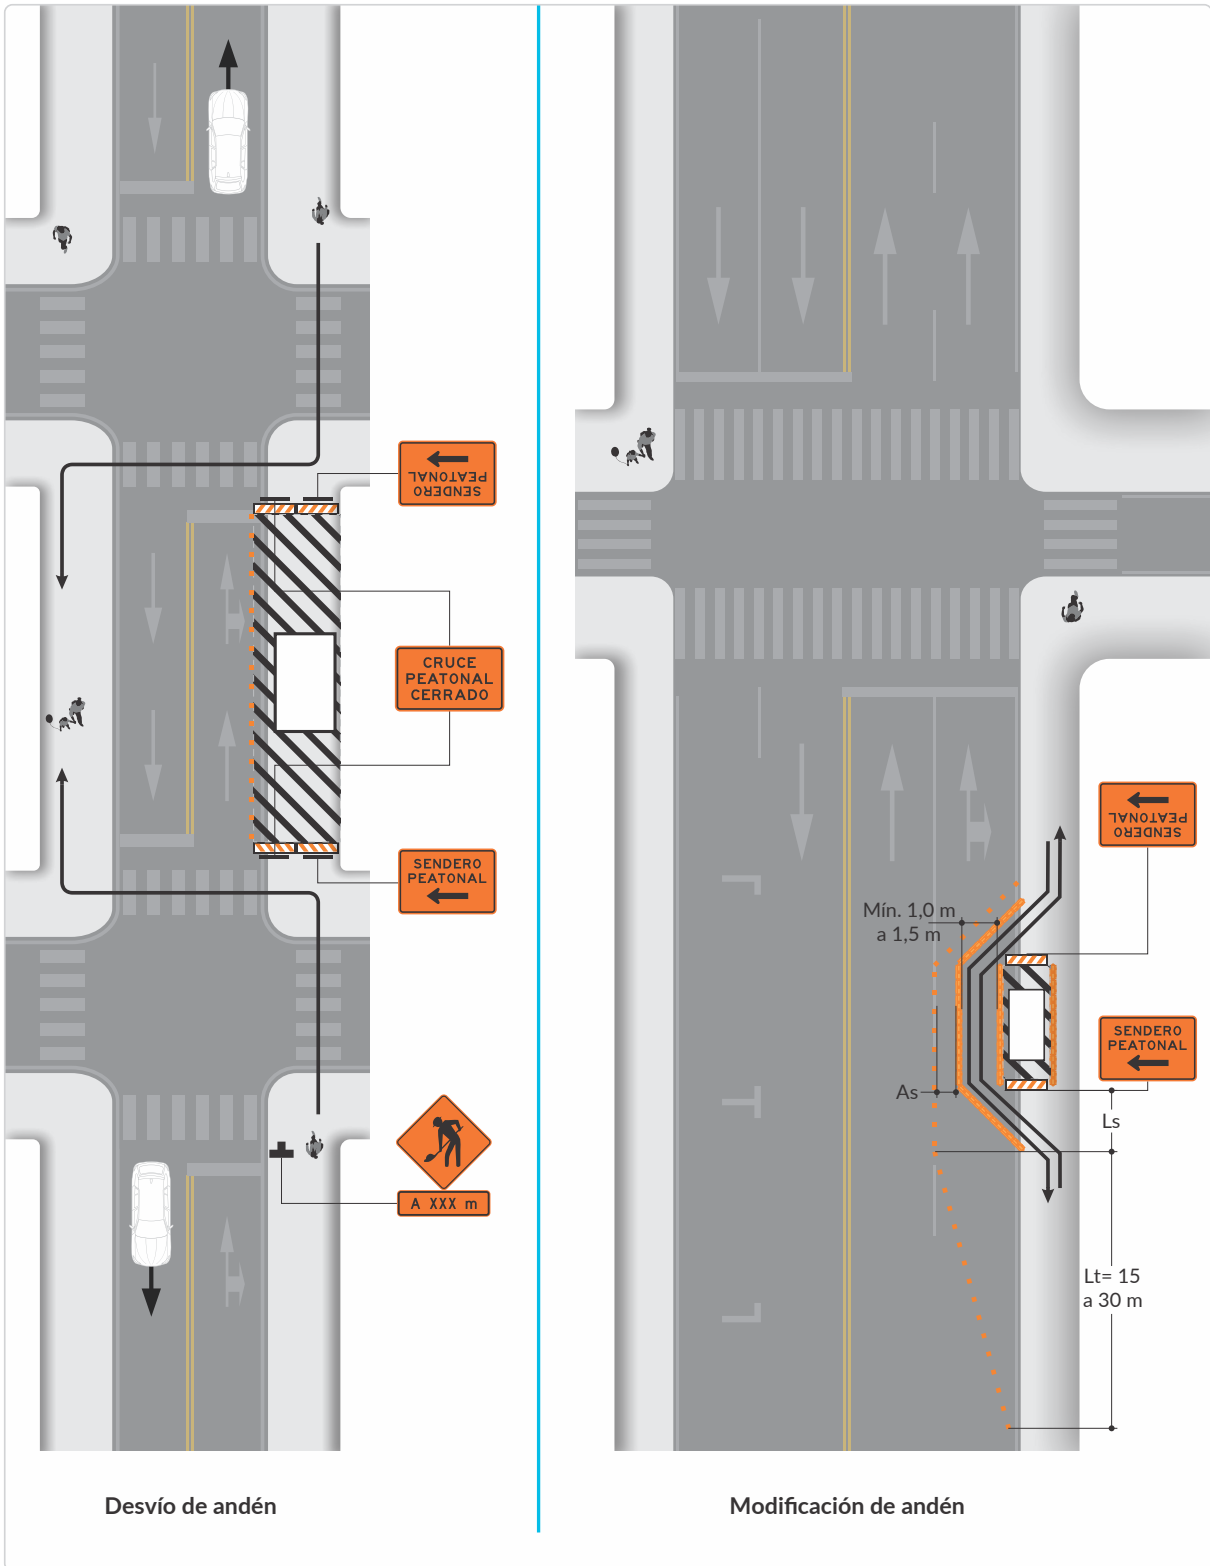 SENDERO
PEATONAL
CRUCE
PEATONAL
CERRADO
SENDERO
PEATONAL
A XXX m
Desvío de andén
SENDERO
PEATONAL
Mín. 1,0 m
a 1,5 m
SENDERO
PEATONAL
As
Ls
Lt= 15
a 30 m
Modificación de andén